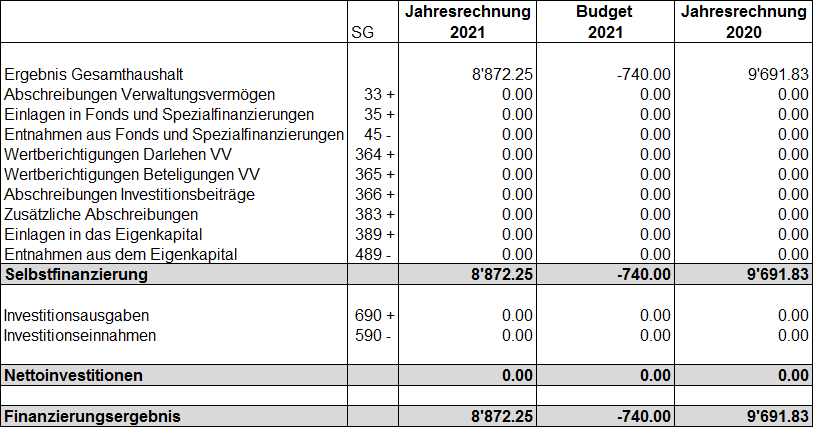 Jahresrechnung Budget Jahresrechnung
SG 2021 2021 2020
Ergebnis Gesamthaushalt 8'872.25 -740.00 9'691.83
Abschreibungen Verwaltungsvermögen 33 + 0.00 0.00 0.00
Einlagen in Fonds und Spezialfinanzierungen 35 + 0.00 0.00 0.00
Entnahmen aus Fonds und Spezialfinanzierungen 45 - 0.00 0.00 0.00
Wertberichtigungen Darlehen VV 364 + 0.00 0.00 0.00
Wertberichtigungen Beteligungen VV 365 + 0.00 0.00 0.00
Abschreibungen Investitionsbeiträge 366 + 0.00 0.00 0.00
Zusätzliche Abschreibungen 383 + 0.00 0.00 0.00
Einlagen in das Eigenkapital 389 + 0.00 0.00 0.00
Entnahmen aus dem Eigenkapital 489 - 0.00 0.00 0.00
Selbstfinanzierung 8'872.25 -740.00 9'691.83
Investitionsausgaben 690 + 0.00 0.00 0.00
Investitionseinnahmen 590 - 0.00 0.00 0.00
Nettoinvestitionen 0.00 0.00 0.00
Finanzierungsergebnis 8'872.25 -740.00 9'691.83